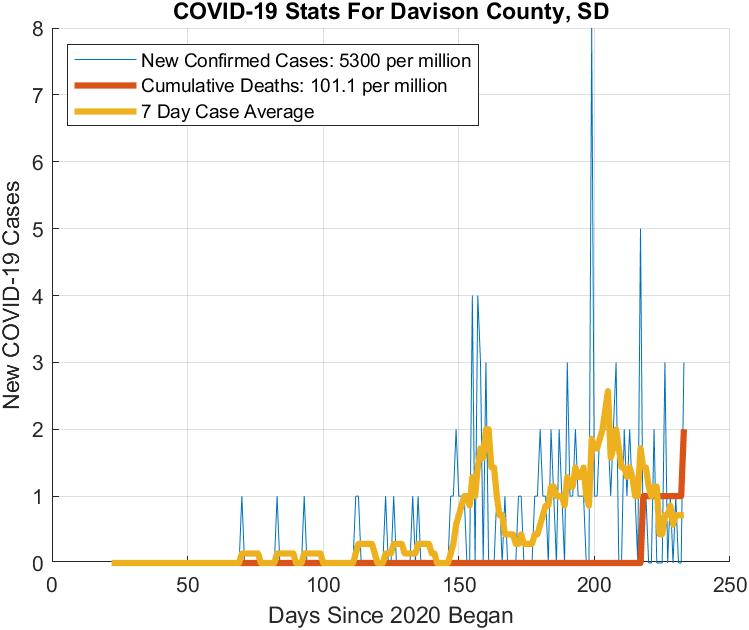 COVID-19 Stats For Davison County, SD
New Confirmed Cases: 5300 per million
Cumulative Deaths: 101.1 per million
7 Day Case Average
New COVID-19 Cases
8
7
6
5
4
3
2
1
0
0 50 100 150 200 250
Days Since 2020 Began